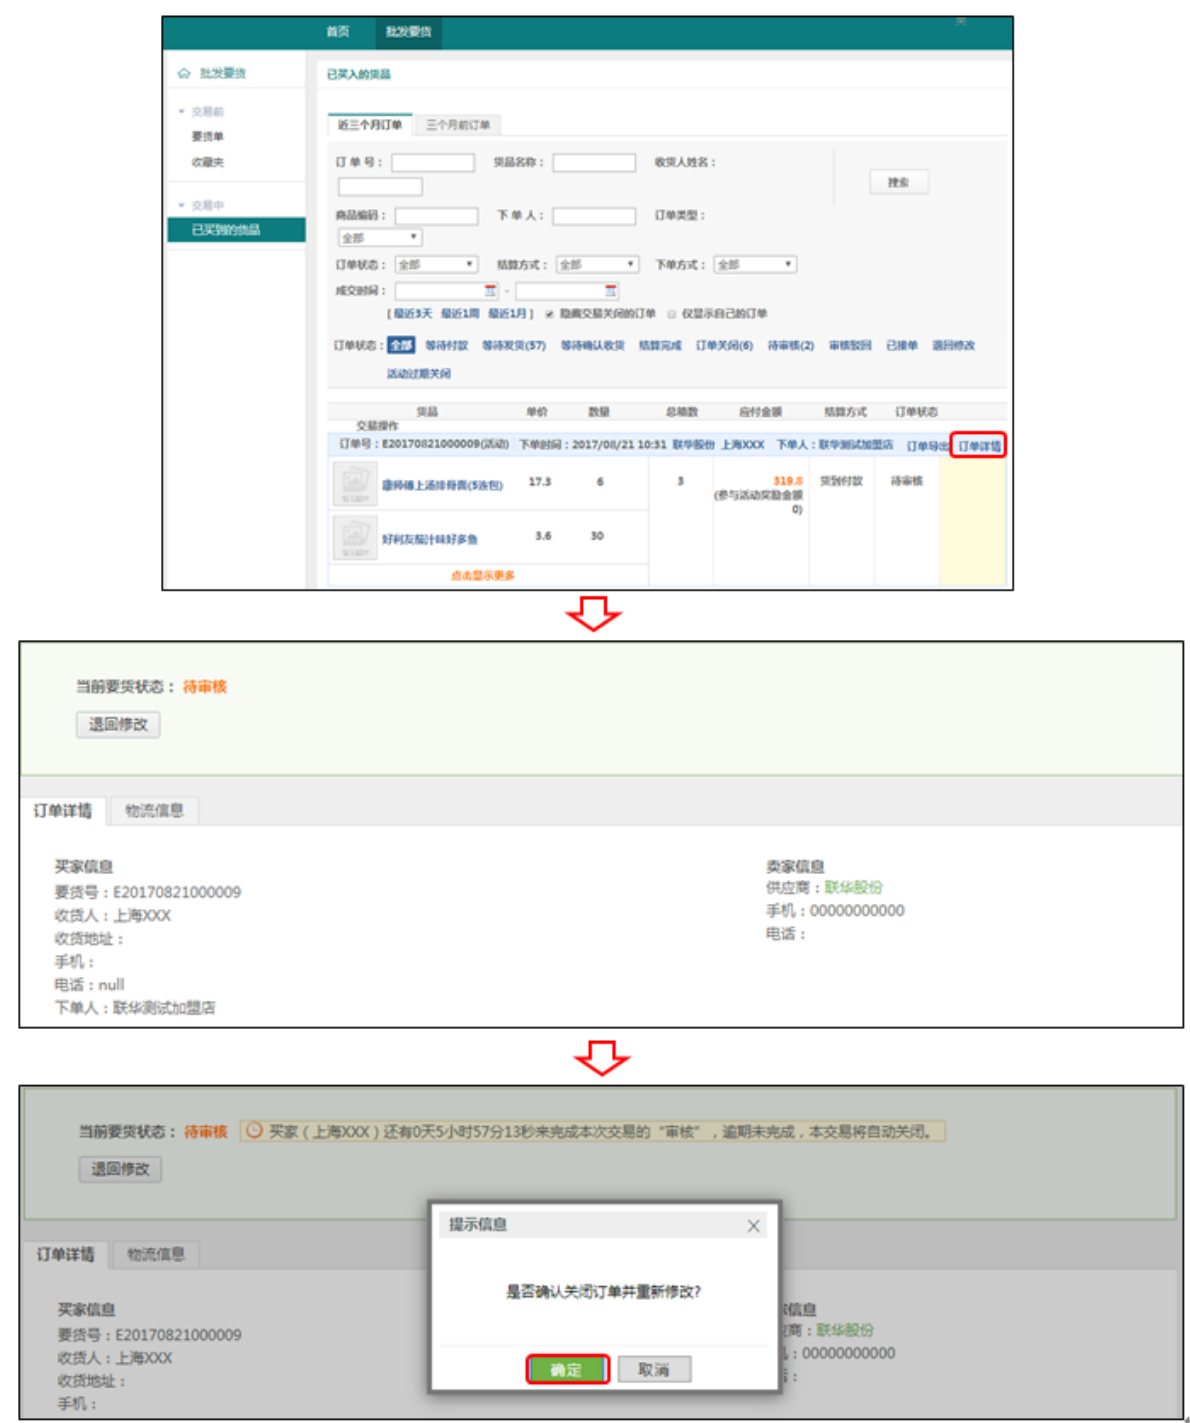 首页 批发要货
批发要货
已买入的货品
交易前
要货单
收藏夹
交易中
已买到的货品
近三个月订单 三个月前订单
订 单 号： 货品名称： 收货人姓名：
搜索
商品编码： 下 单 人： 订单类型：
全部
订单状态： 全部 结算方式： 全部 下单方式： 全部
成交时间： -
[ 最近3天 最近1周 最近1月 ] 隐藏交易关闭的订单 仅显示自己的订单
订单状态： 全部 等待付款 等待发货(57) 等待确认收货 结算完成 订单关闭(6) 待审核(2) 审核驳回 已接单 退回修改
活动过期关闭
货品 单价 数量 总箱数 应付金额 结算方式 订单状态
交易操作
订单号：E20170821000009(活动) 下单时间：2017/08/21 10:31 联华股份 上海XXX 下单人：联华测试加盟店 订单导出 订单详情
康师傅上汤排骨面(5连包) 17.3 6 3 319.8 货到付款 待审核
(参与活动奖励金额
0)
好利友茄汁味好多鱼 3.6 30
点击显示更多
当前要货状态： 待审核
退回修改
订单详情 物流信息
买家信息
要货号：E20170821000009
收货人：上海XXX
收货地址：
手机：
电话：null
下单人：联华测试加盟店
卖家信息
供应商：联华股份
手机：00000000000
电话：
当前要货状态： 待审核 买家（上海XXX）还有0天5小时57分13秒来完成本次交易的“审核”，逾期未完成，本交易将自动关闭。
退回修改
提示信息
是否确认关闭订单并重新修改?
确定 取消
订单详情 物流信息
买家信息
要货号：E20170821000009
收货人：上海XXX
收货地址：
手机：
信息
商：联华股份
：00000000000
：